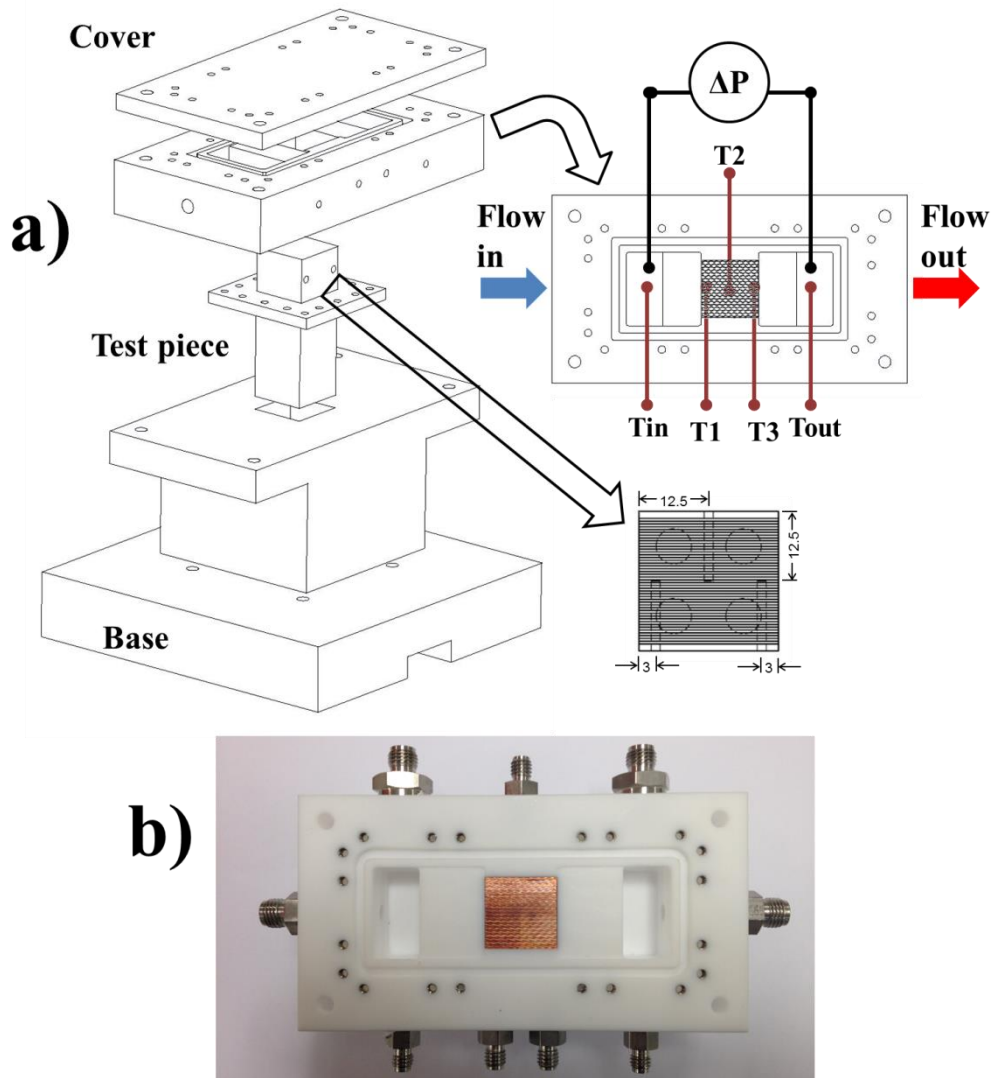 Cover
ΔP
T2
a)
Flow
in
Flow
out
Test piece
Tin
T1
T3
Tout
12.5
12.5
3
3
Base
b)